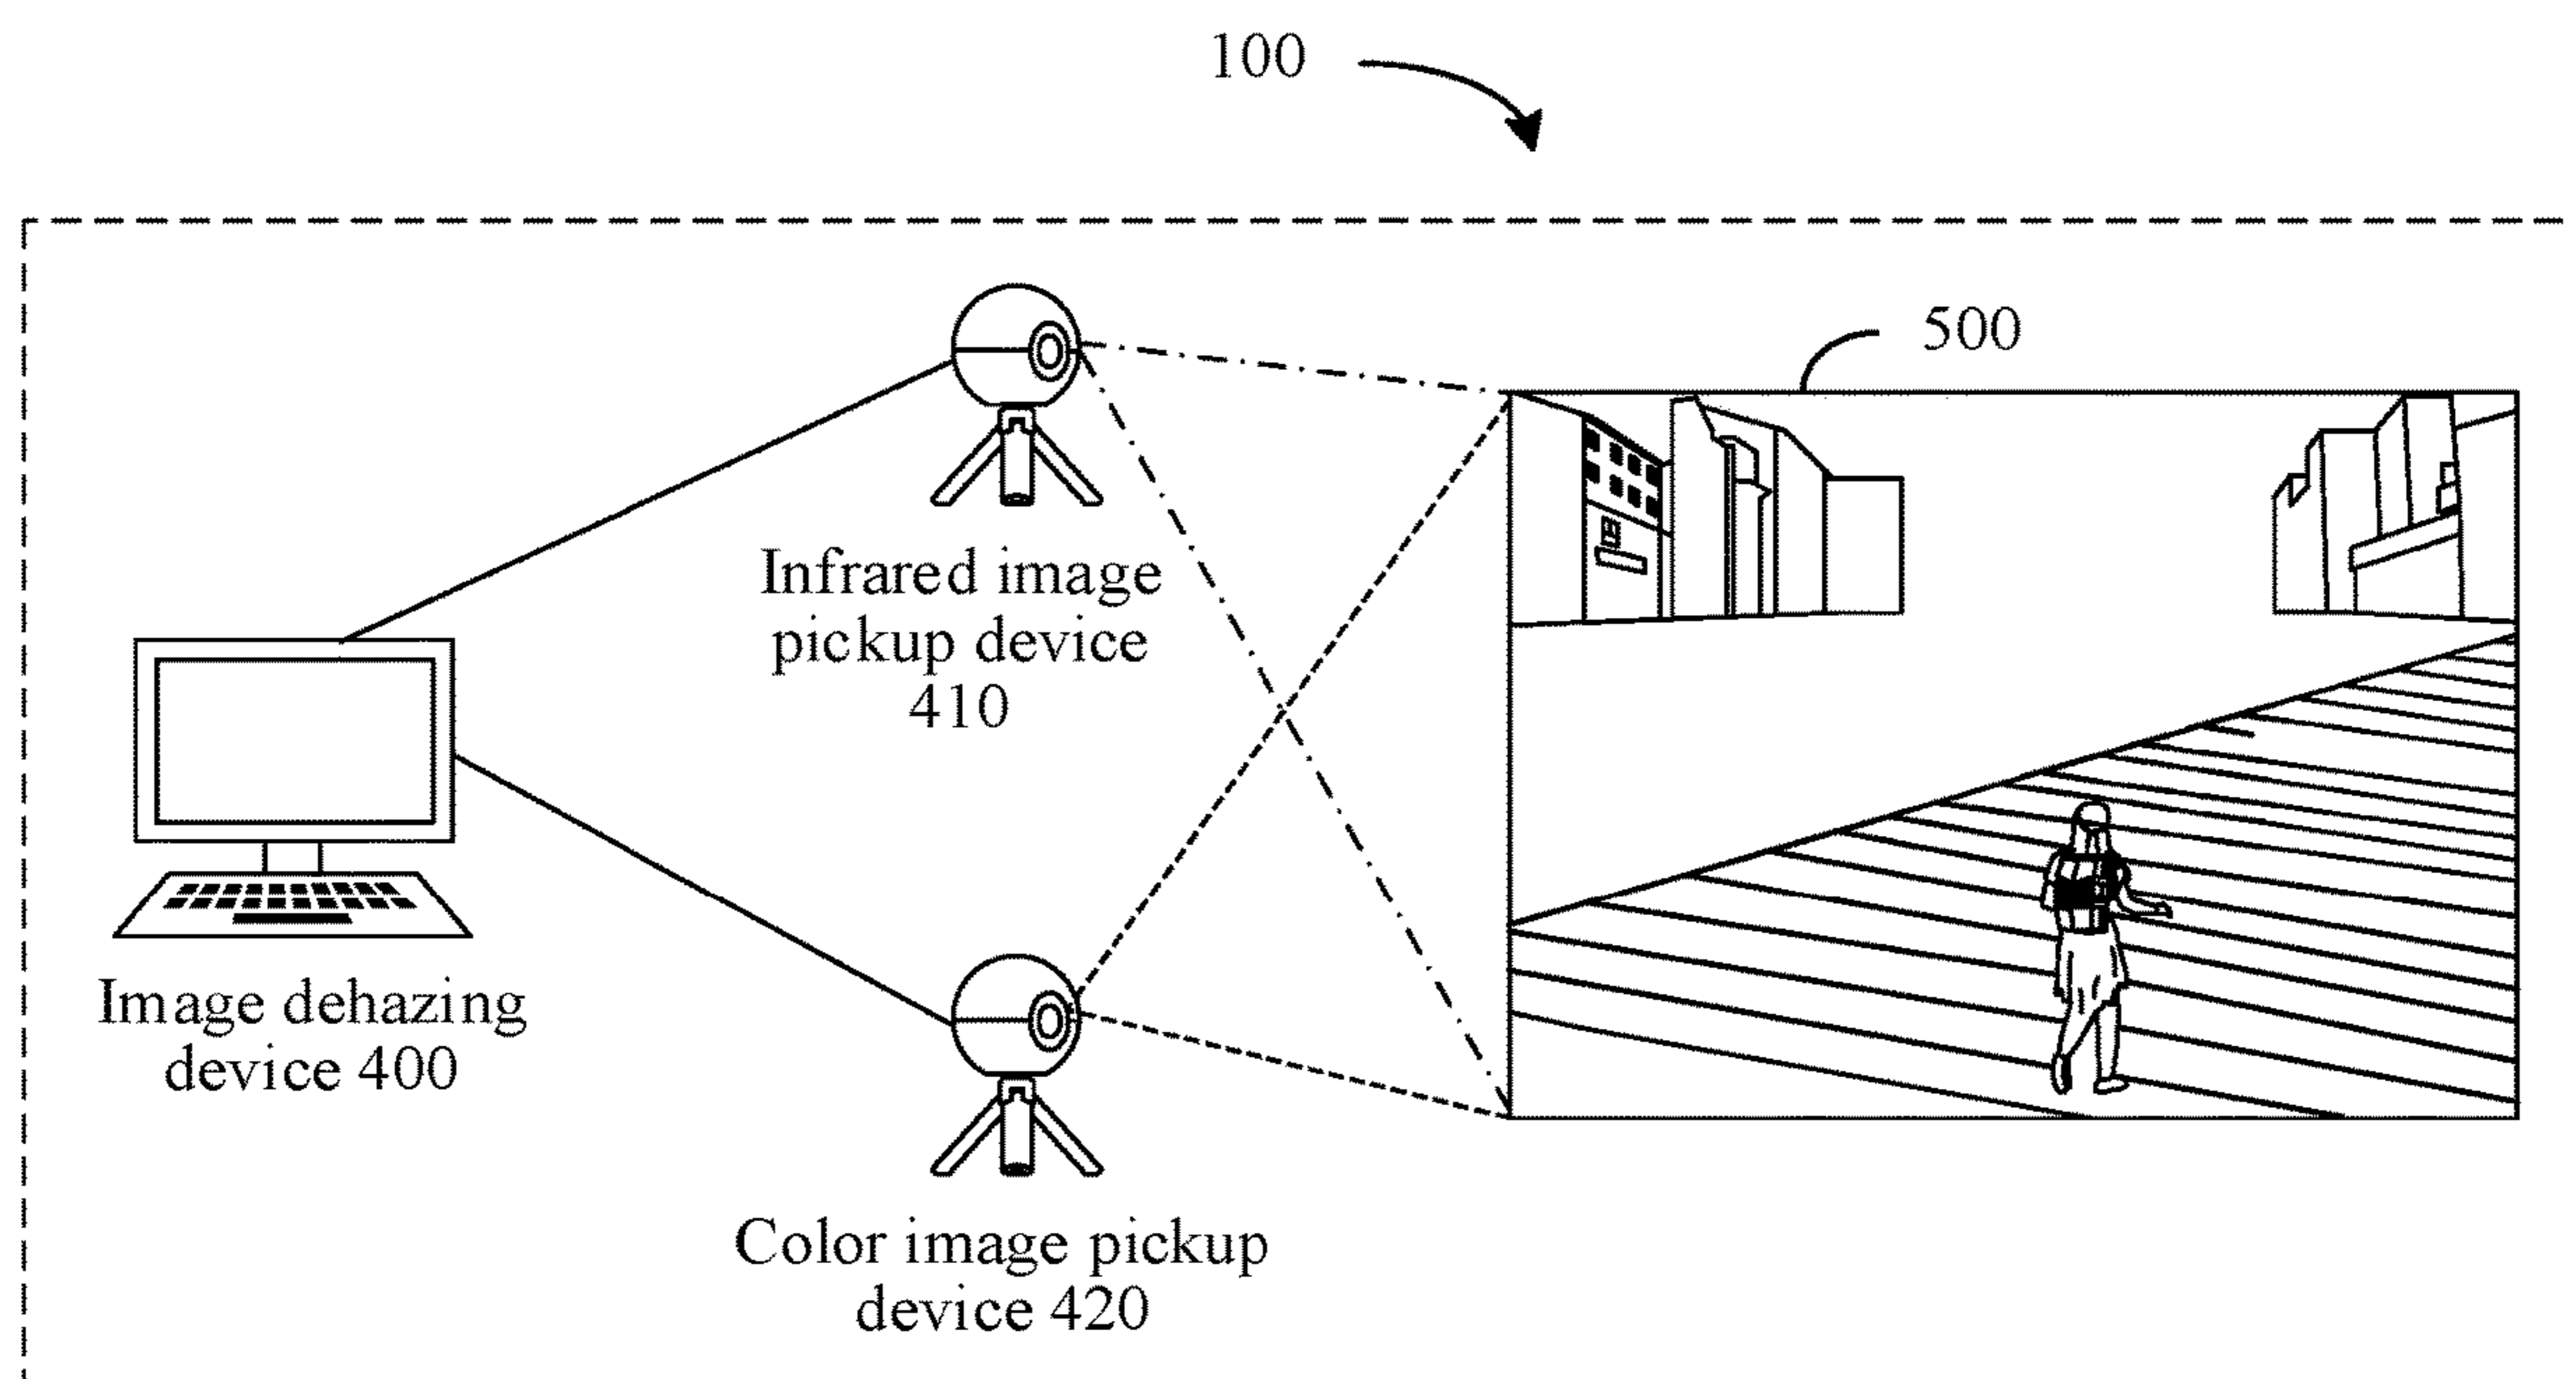 100
500
Infrared image
pickup device
410
Image dehazing
device 400
Color image pickup
device 420